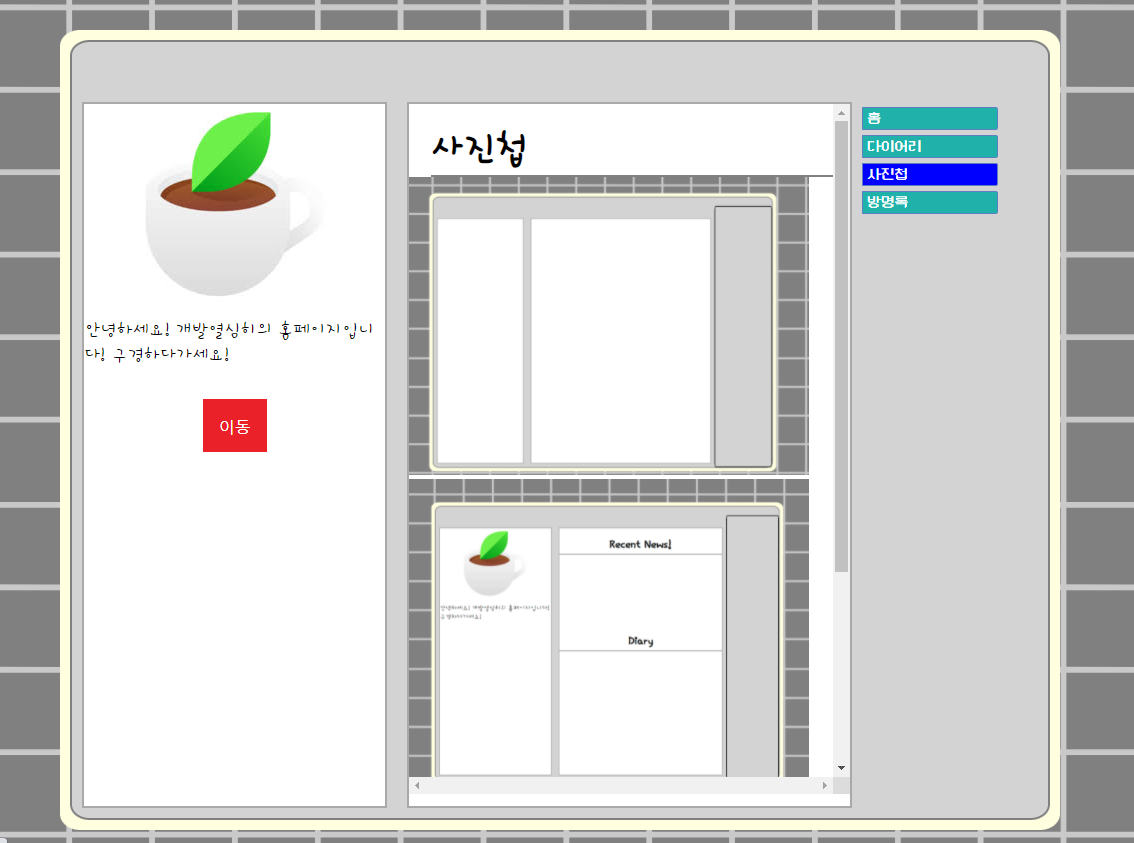 사진첩
홈
다이어리
사진첩
방명록
안녕하세요! 개발열심히의 홈페이지입니
다! 구경하다가세요!
이동
Recent News!
안녕하세요! 개발열심히의 홈페이지입니다!
구경하다가세요!
Diary